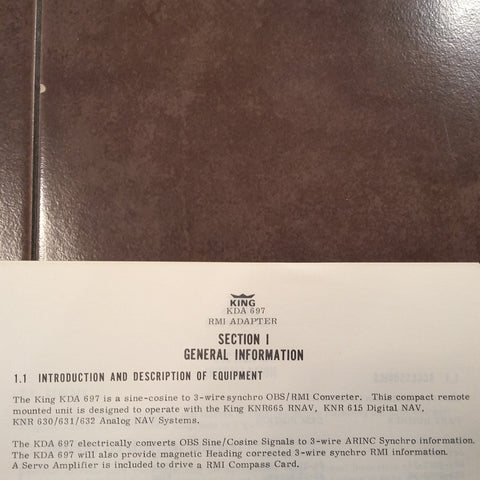 KING
KDA 697
RMI ADAPTER
SECTION I
GENERAL INFORMATION
1.1 INTRODUCTION AND DESCRIPTION OF EQUIPMENT
The King KDA 697 is a sine-cosine to 3-wire synchro OBS/RMI Converter. This compact remote
mounted unit is designed to operate with the King KNR665 RNAV, KNR 615 Digital NAV,
KNR 630/631/632 Analog NAV Systems.
The KDA 697 electrically converts OBS Sine/Cosine Signals to 3-wire ARINC Synchro information.
The KDA 697 will also provide magnetic Heading corrected 3-wire synchro RMI information.
A Servo Amplifier is included to drive a RMI Compass Card.